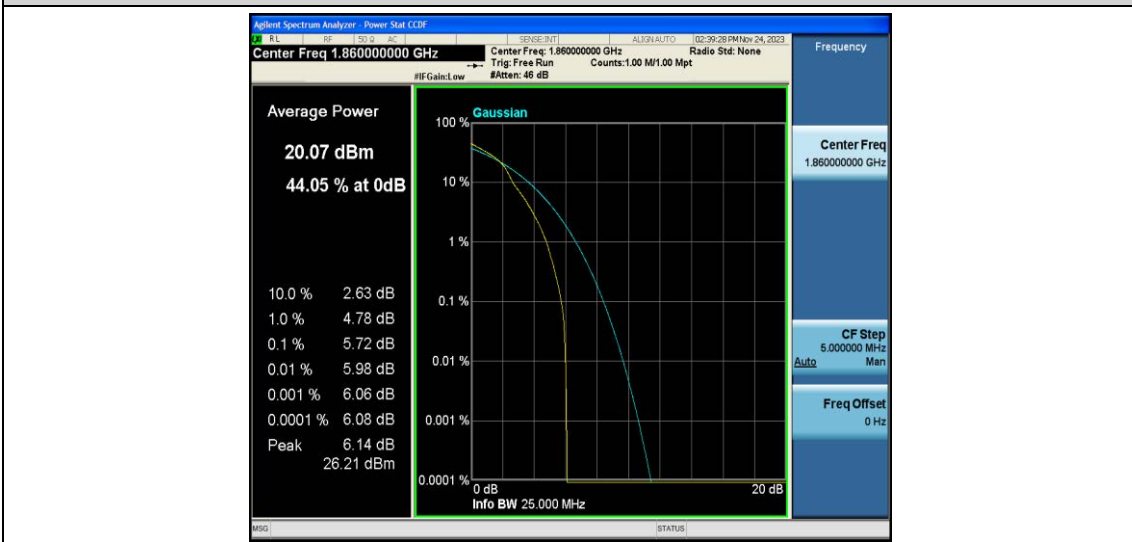 Agilent Spectrum Analyzer - Power Stat CCDF
RL RF 50 Ω AC SENSE:INT ALIGN AUTO 02:39:28 PM Nov 24, 2023
Center Freq 1.860000000 GHz
Center Freq: 1.860000000 GHz Radio Std: None
Trig: Free Run Counts:1.00 M/1.00 Mpt
#IFGain:Low #Atten: 46 dB
Frequency
Average Power
20.07 dBm
44.05 % at 0dB
10.0 % 2.63 dB
1.0 % 4.78 dB
0.1 % 5.72 dB
0.01 % 5.98 dB
0.001 % 6.06 dB
0.0001 % 6.08 dB
Peak 6.14 dB
26.21 dBm
Gaussian
100 %
10 %
1 %
0.1 %
0.01 %
0.001 %
0.0001 %
0 dB 20 dB
Info BW 25.000 MHz
Center Freq
1.860000000 GHz
CF Step
5.000000 MHz
Auto Man
Freq Offset
0 Hz
MSG STATUS